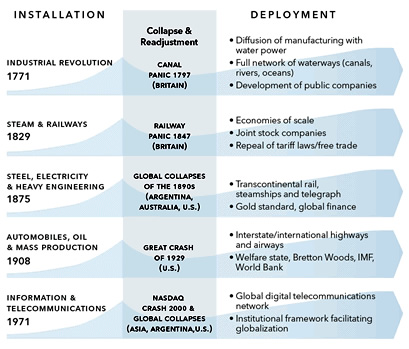 INSTALLATION
DEPLOYMENT
Collapse &
Readjustment
INDUSTRIAL REVOLUTION
1771
CANAL
PANIC 1797
(BRITAIN)
• Diffusion of manufacturing with
water power
• Full network of waterways (canals,
rivers, oceans)
• Development of public companies
STEAM & RAILWAYS
1829
RAILWAY
PANIC 1847
(BRITAIN)
• Economies of scale
• Joint stock companies
• Repeal of tariff laws/free trade
STEEL, ELECTRICITY
& HEAVY ENGINEERING
1875
GLOBAL COLLAPSES
OF THE 1890s
(ARGENTINA,
AUSTRALIA, U.S.)
• Transcontinental rail,
steamships and telegraph
• Gold standard, global finance
AUTOMOBILES, OIL
& MASS PRODUCTION
1908
GREAT CRASH
OF 1929
(U.S.)
• Interstate/international highways
and airways
• Welfare state, Bretton Woods, IMF,
World Bank
INFORMATION &
TELECOMMUNICATIONS
1971
NASDAQ
CRASH 2000 &
GLOBAL COLLAPSES
(ASIA, ARGENTINA,U.S.)
• Global digital telecommunications
network
• Institutional framework facilitating
globalization